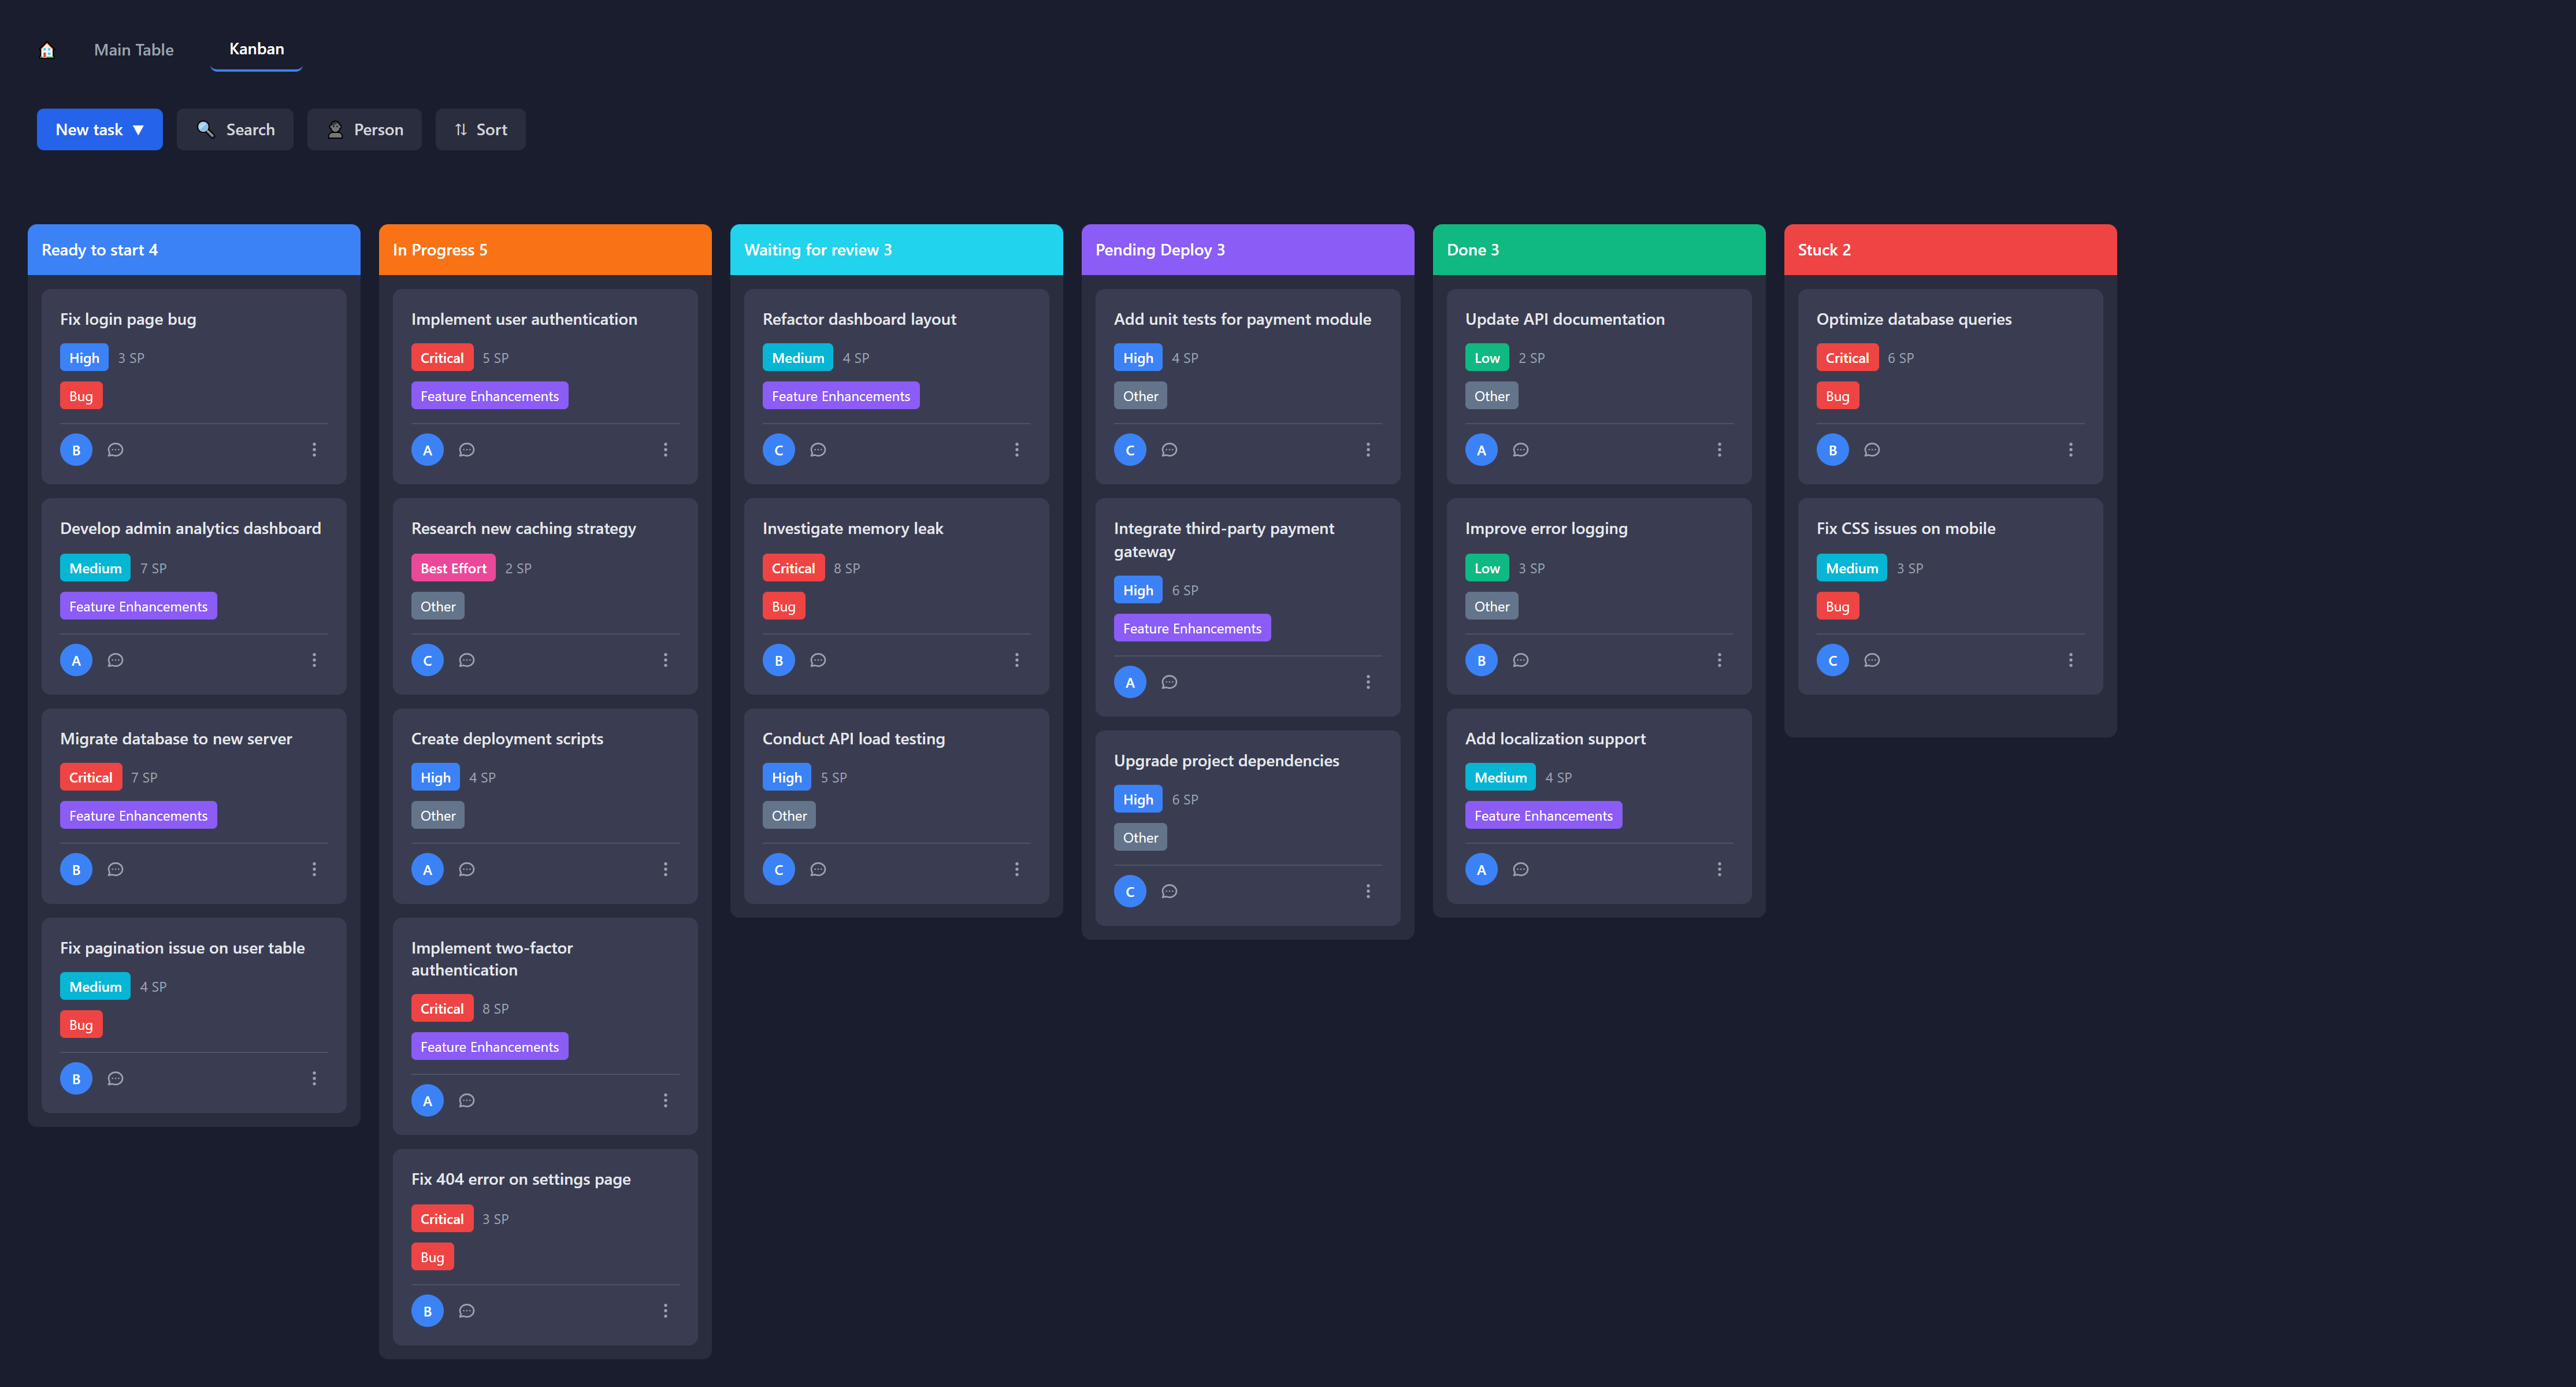 Main Table
Kanban
New task ▼
Search
Person
Sort
Ready to start 4
Fix login page bug
High 3 SP
Bug
B
Develop admin analytics dashboard
Medium 7 SP
Feature Enhancements
A
Migrate database to new server
Critical 7 SP
Feature Enhancements
B
Fix pagination issue on user table
Medium 4 SP
Bug
B
In Progress 5
Implement user authentication
Critical 5 SP
Feature Enhancements
A
Research new caching strategy
Best Effort 2 SP
Other
C
Create deployment scripts
High 4 SP
Other
A
Implement two-factor
authentication
Critical 8 SP
Feature Enhancements
A
Fix 404 error on settings page
Critical 3 SP
Bug
B
Waiting for review 3
Refactor dashboard layout
Medium 4 SP
Feature Enhancements
C
Investigate memory leak
Critical 8 SP
Bug
B
Conduct API load testing
High 5 SP
Other
C
Pending Deploy 3
Add unit tests for payment module
High 4 SP
Other
C
Integrate third-party payment
gateway
High 6 SP
Feature Enhancements
A
Upgrade project dependencies
High 6 SP
Other
C
Done 3
Update API documentation
Low 2 SP
Other
A
Improve error logging
Low 3 SP
Other
B
Add localization support
Medium 4 SP
Feature Enhancements
A
Stuck 2
Optimize database queries
Critical 6 SP
Bug
B
Fix CSS issues on mobile
Medium 3 SP
Bug
C